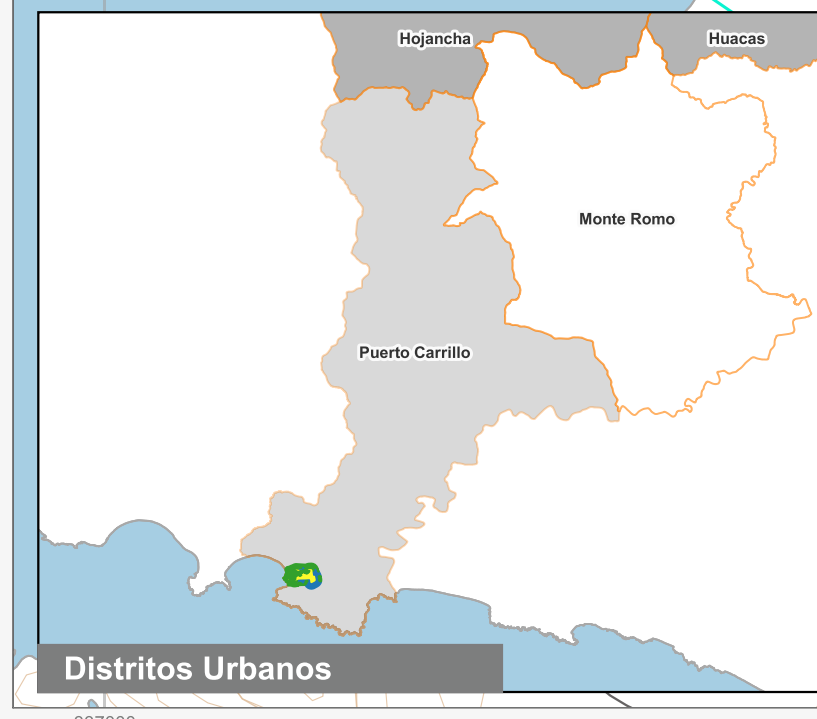 Hojancha
Huacas
Monte Romo
Puerto Carrillo
Distritos Urbanos